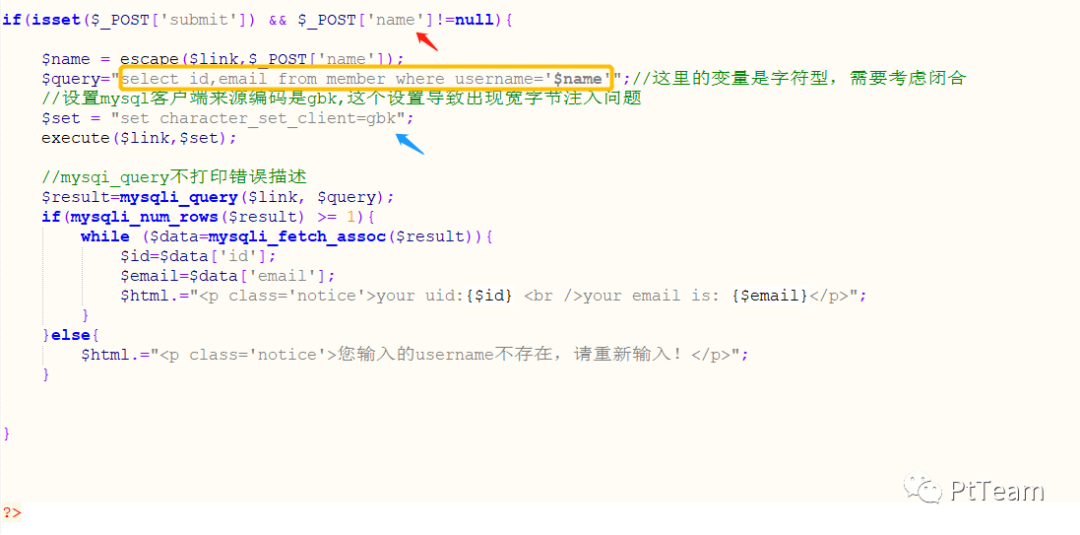 if(isset($_POST['submit']) && $_POST['name']!=null){
$name = escape($link,$_POST['name']);
$query="select id,email from member where username='$name'";//这里的变量是字符型，需要考虑闭合
//设置mysql客户端来源编码是gbk,这个设置导致出现宽字节注入问题
$set = "set character_set_client=gbk";
execute($link,$set);
//mysqi_query不打印错误描述
$result=mysqli_query($link, $query);
if(mysqli_num_rows($result) >= 1){
while ($data=mysqli_fetch_assoc($result)){
$id=$data['id'];
$email=$data['email'];
$html.="<p class='notice'>your uid:{$id} <br />your email is: {$email}</p>";
}
}else{
$html.="<p class='notice'>您输入的username不存在，请重新输入！</p>";
}
}
PtTeam
?>